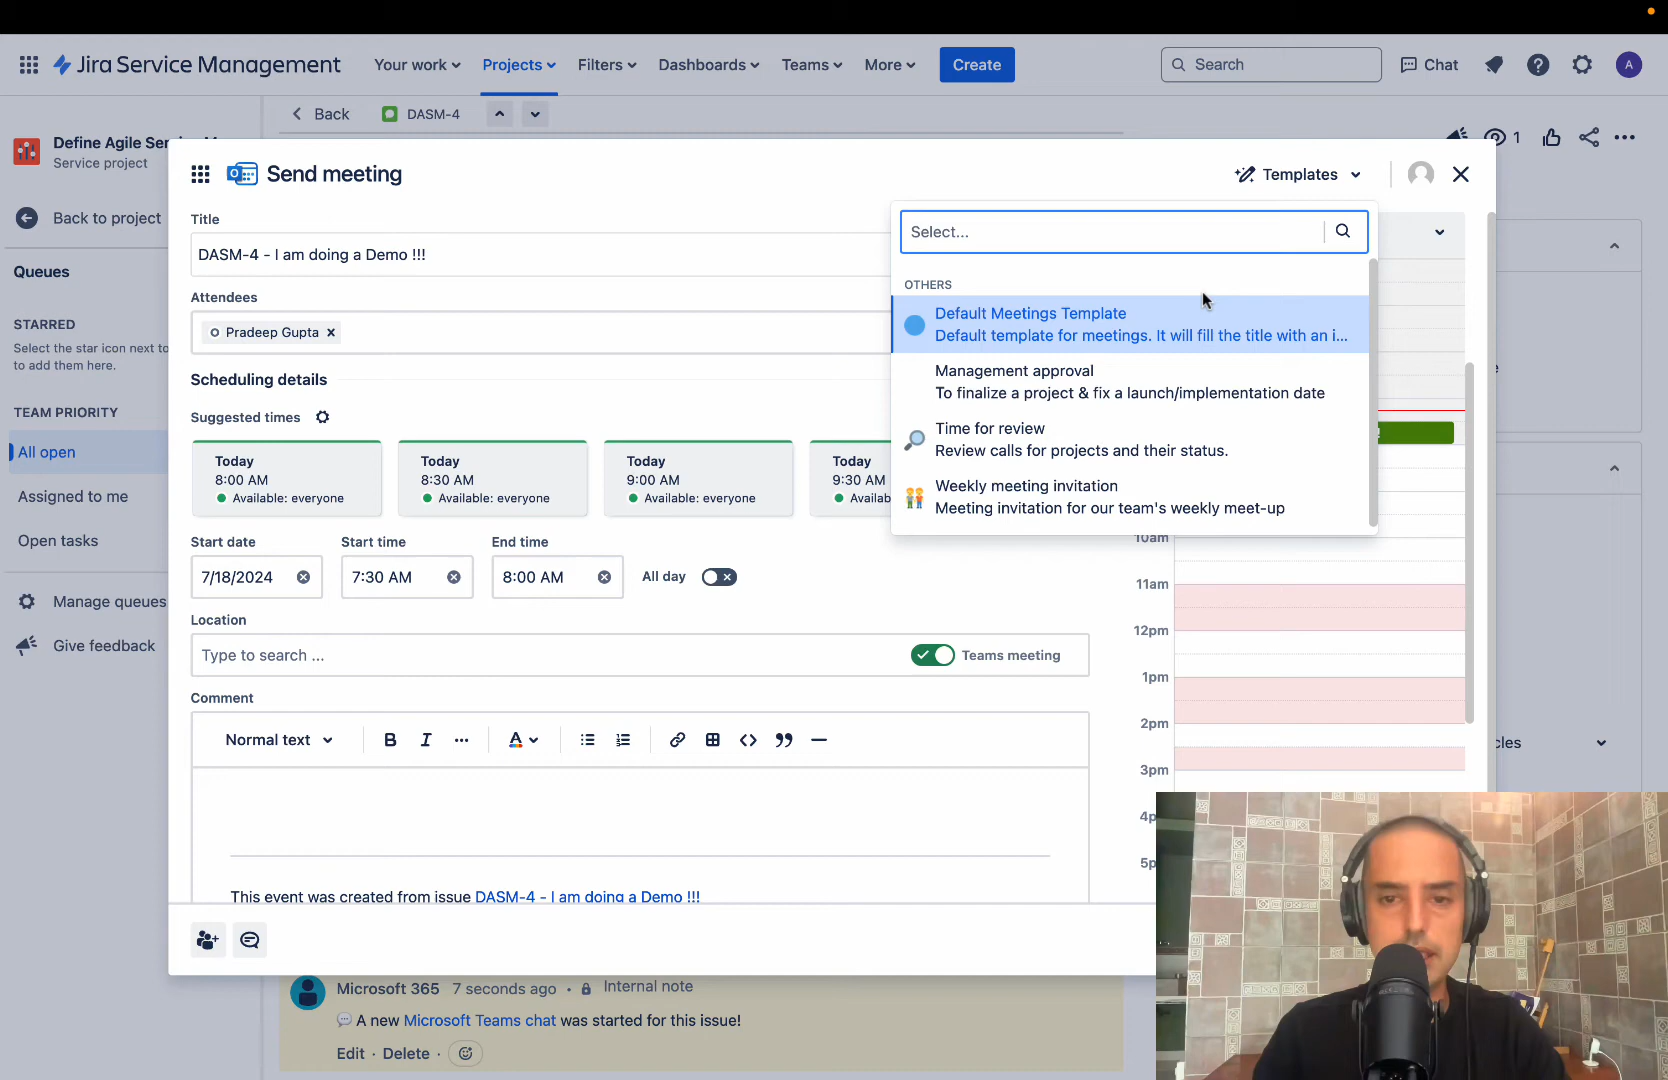 Jira Service Management
Your work
Projects
Filters
Dashboards
Teams
More
Create
Search
Chat
A
Back
DASM-4
1
Define Agile Ser
Service project
Back to project
Queues
STARRED
Select the star icon next to
to add them here.
TEAM PRIORITY
All open
Assigned to me
Open tasks
Manage queues
Give feedback
Send meeting
Templates
Title
DASM-4 - I am doing a Demo !!!
Attendees
Pradeep Gupta
Scheduling details
Suggested times
Today
8:00 AM
Available: everyone
Today
8:30 AM
Available: everyone
Today
9:00 AM
Available: everyone
Today
9:30 AM
Availab
Start date
Start time
End time
7/18/2024
7:30 AM
8:00 AM
All day
Location
Type to search ...
Teams meeting
Comment
Normal text
B
I
A
This event was created from issue DASM-4 - I am doing a Demo !!!
Select...
OTHERS
Default Meetings Template
Default template for meetings. It will fill the title with an i...
Management approval
To finalize a project & fix a launch/implementation date
Time for review
Review calls for projects and their status.
Weekly meeting invitation
Meeting invitation for our team's weekly meet-up
10am
11am
12pm
1pm
2pm
3pm
4p
5p
cles
Microsoft 365 7 seconds ago • Internal note
A new Microsoft Teams chat was started for this issue!
Edit · Delete ·